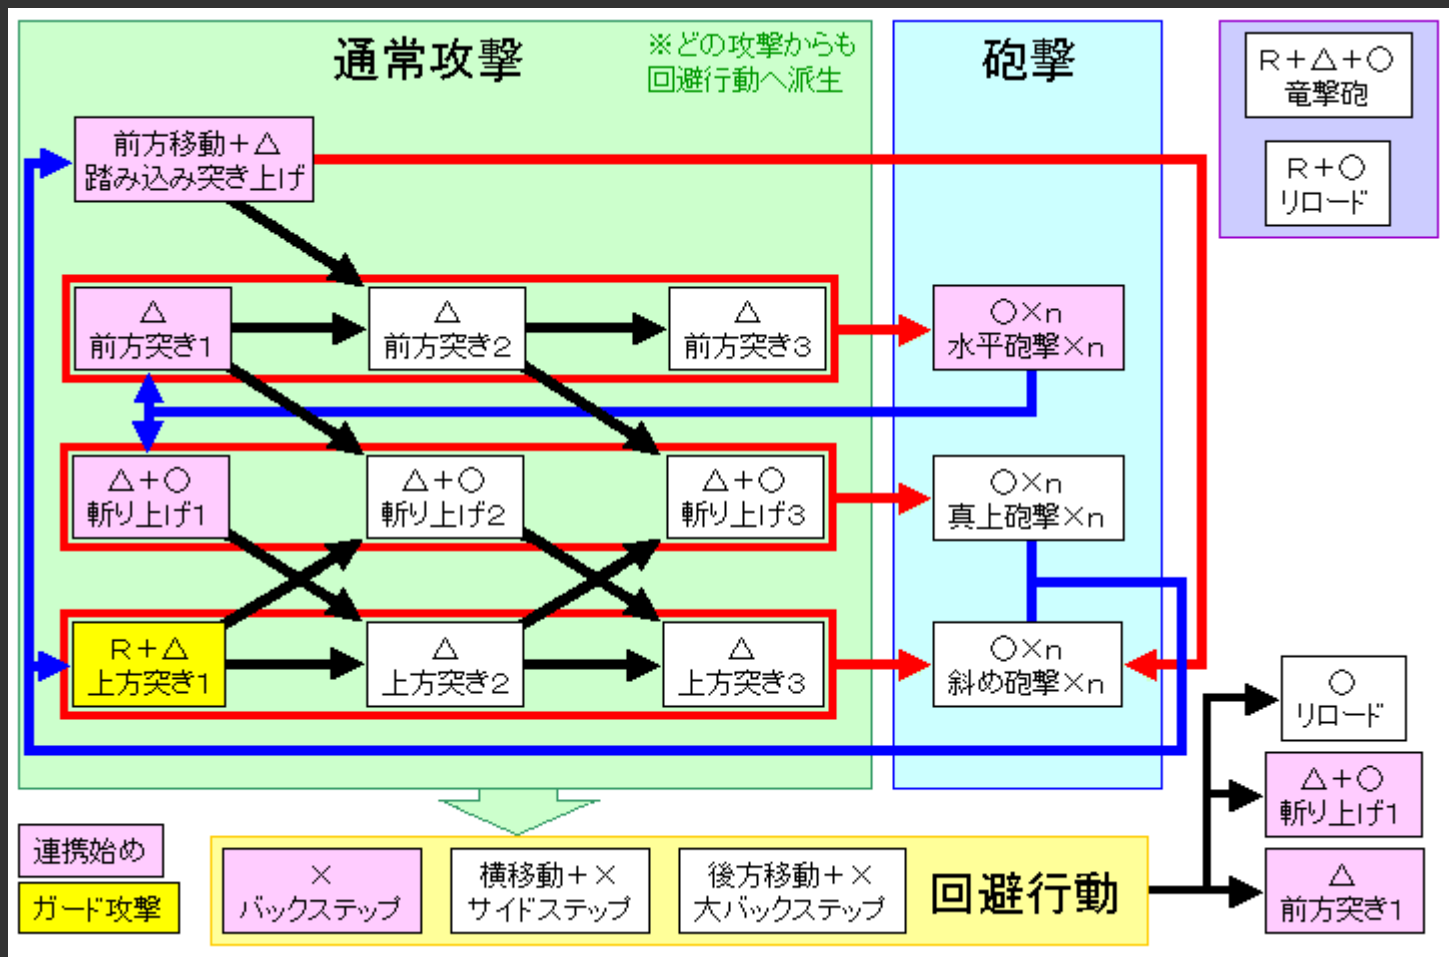 通常攻撃
※どの攻撃からも
回避行動へ派生
砲撃
R+△+○
竜撃砲
R+○
リロード
前方移動+△
踏み込み突き上げ
△
前方突き1
△
前方突き2
△
前方突き3
○×n
水平砲撃×n
△+○
斬り上げ1
△+○
斬り上げ2
△+○
斬り上げ3
○×n
真上砲撃×n
R+△
上方突き1
△
上方突き2
△
上方突き3
○×n
斜め砲撃×n
○
リロード
△+○
斬り上げ1
△
前方突き1
連携始め
ガード攻撃
×
バックステップ
横移動+×
サイドステップ
後方移動+×
大バックステップ
回避行動